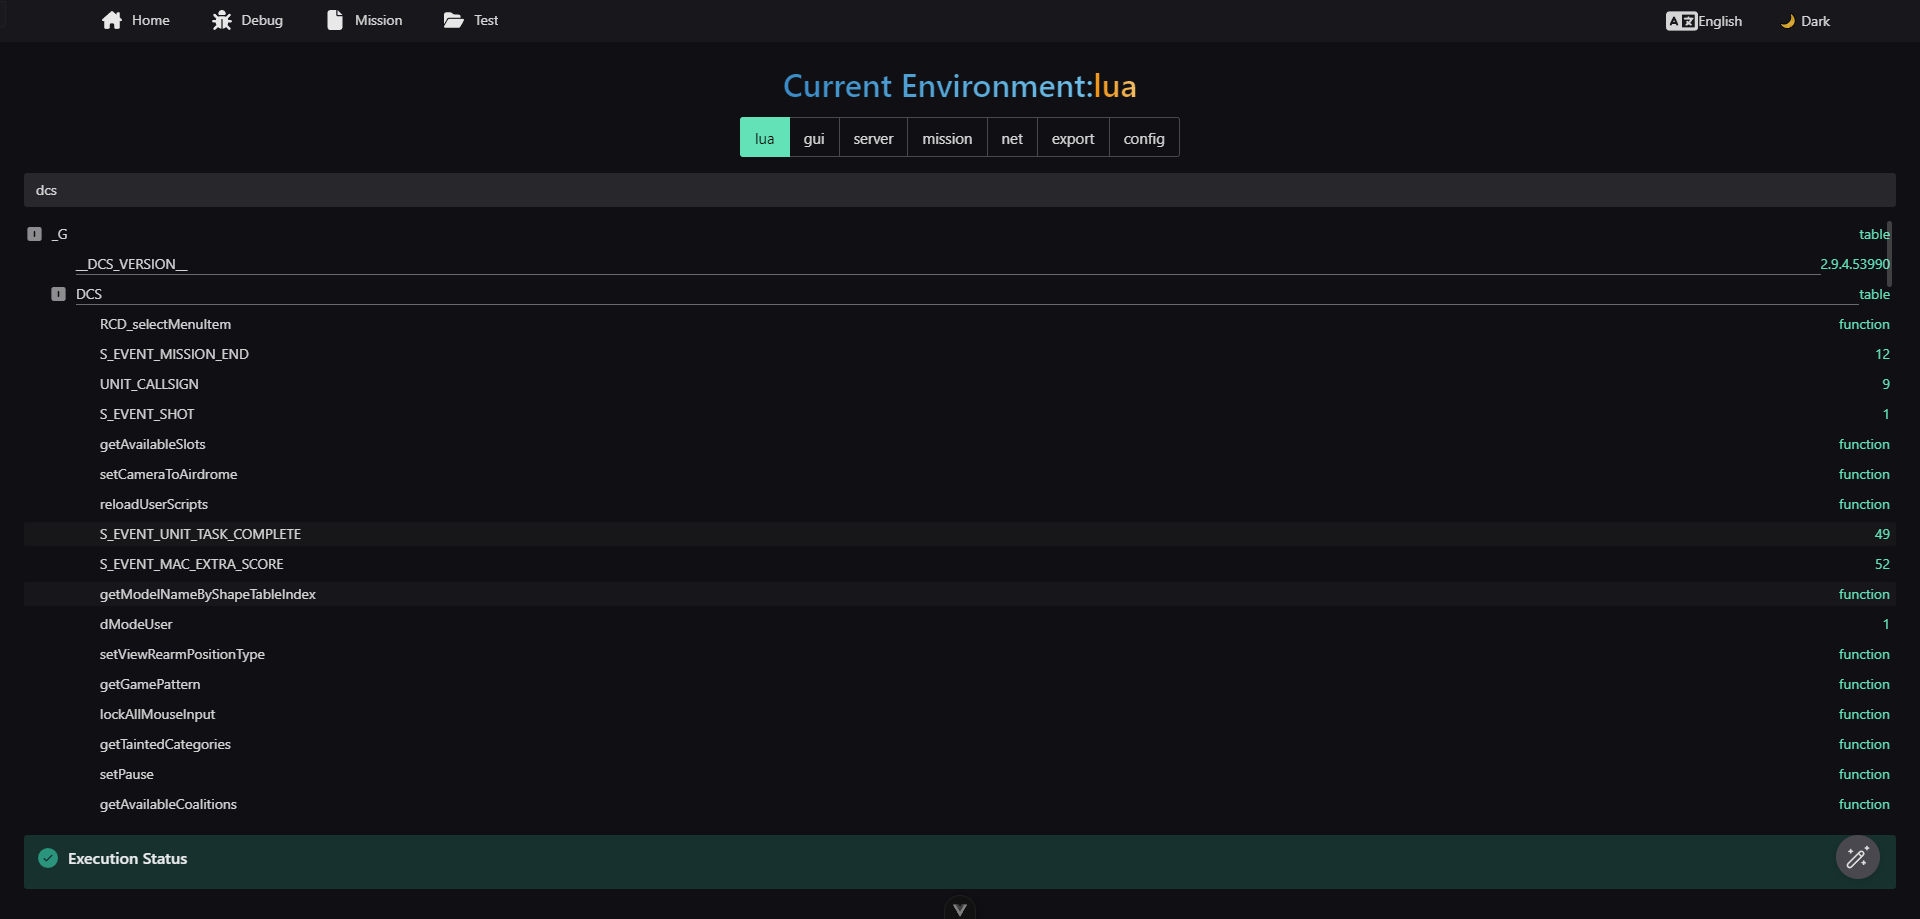 Home Debug Mission Test English Dark
Current Environment:lua
lua gui server mission net export config
dcs
_G table
__DCS_VERSION__ 2.9.4.53990
DCS table
RCD_selectMenuItem function
S_EVENT_MISSION_END 12
UNIT_CALLSIGN 9
S_EVENT_SHOT 1
getAvailableSlots function
setCameraToAirdrome function
reloadUserScripts function
S_EVENT_UNIT_TASK_COMPLETE 49
S_EVENT_MAC_EXTRA_SCORE 52
getModelNameByShapeTableIndex function
dModeUser 1
setViewRearmPositionType function
getGamePattern function
lockAllMouseInput function
getTaintedCategories function
setPause function
getAvailableCoalitions function
Execution Status